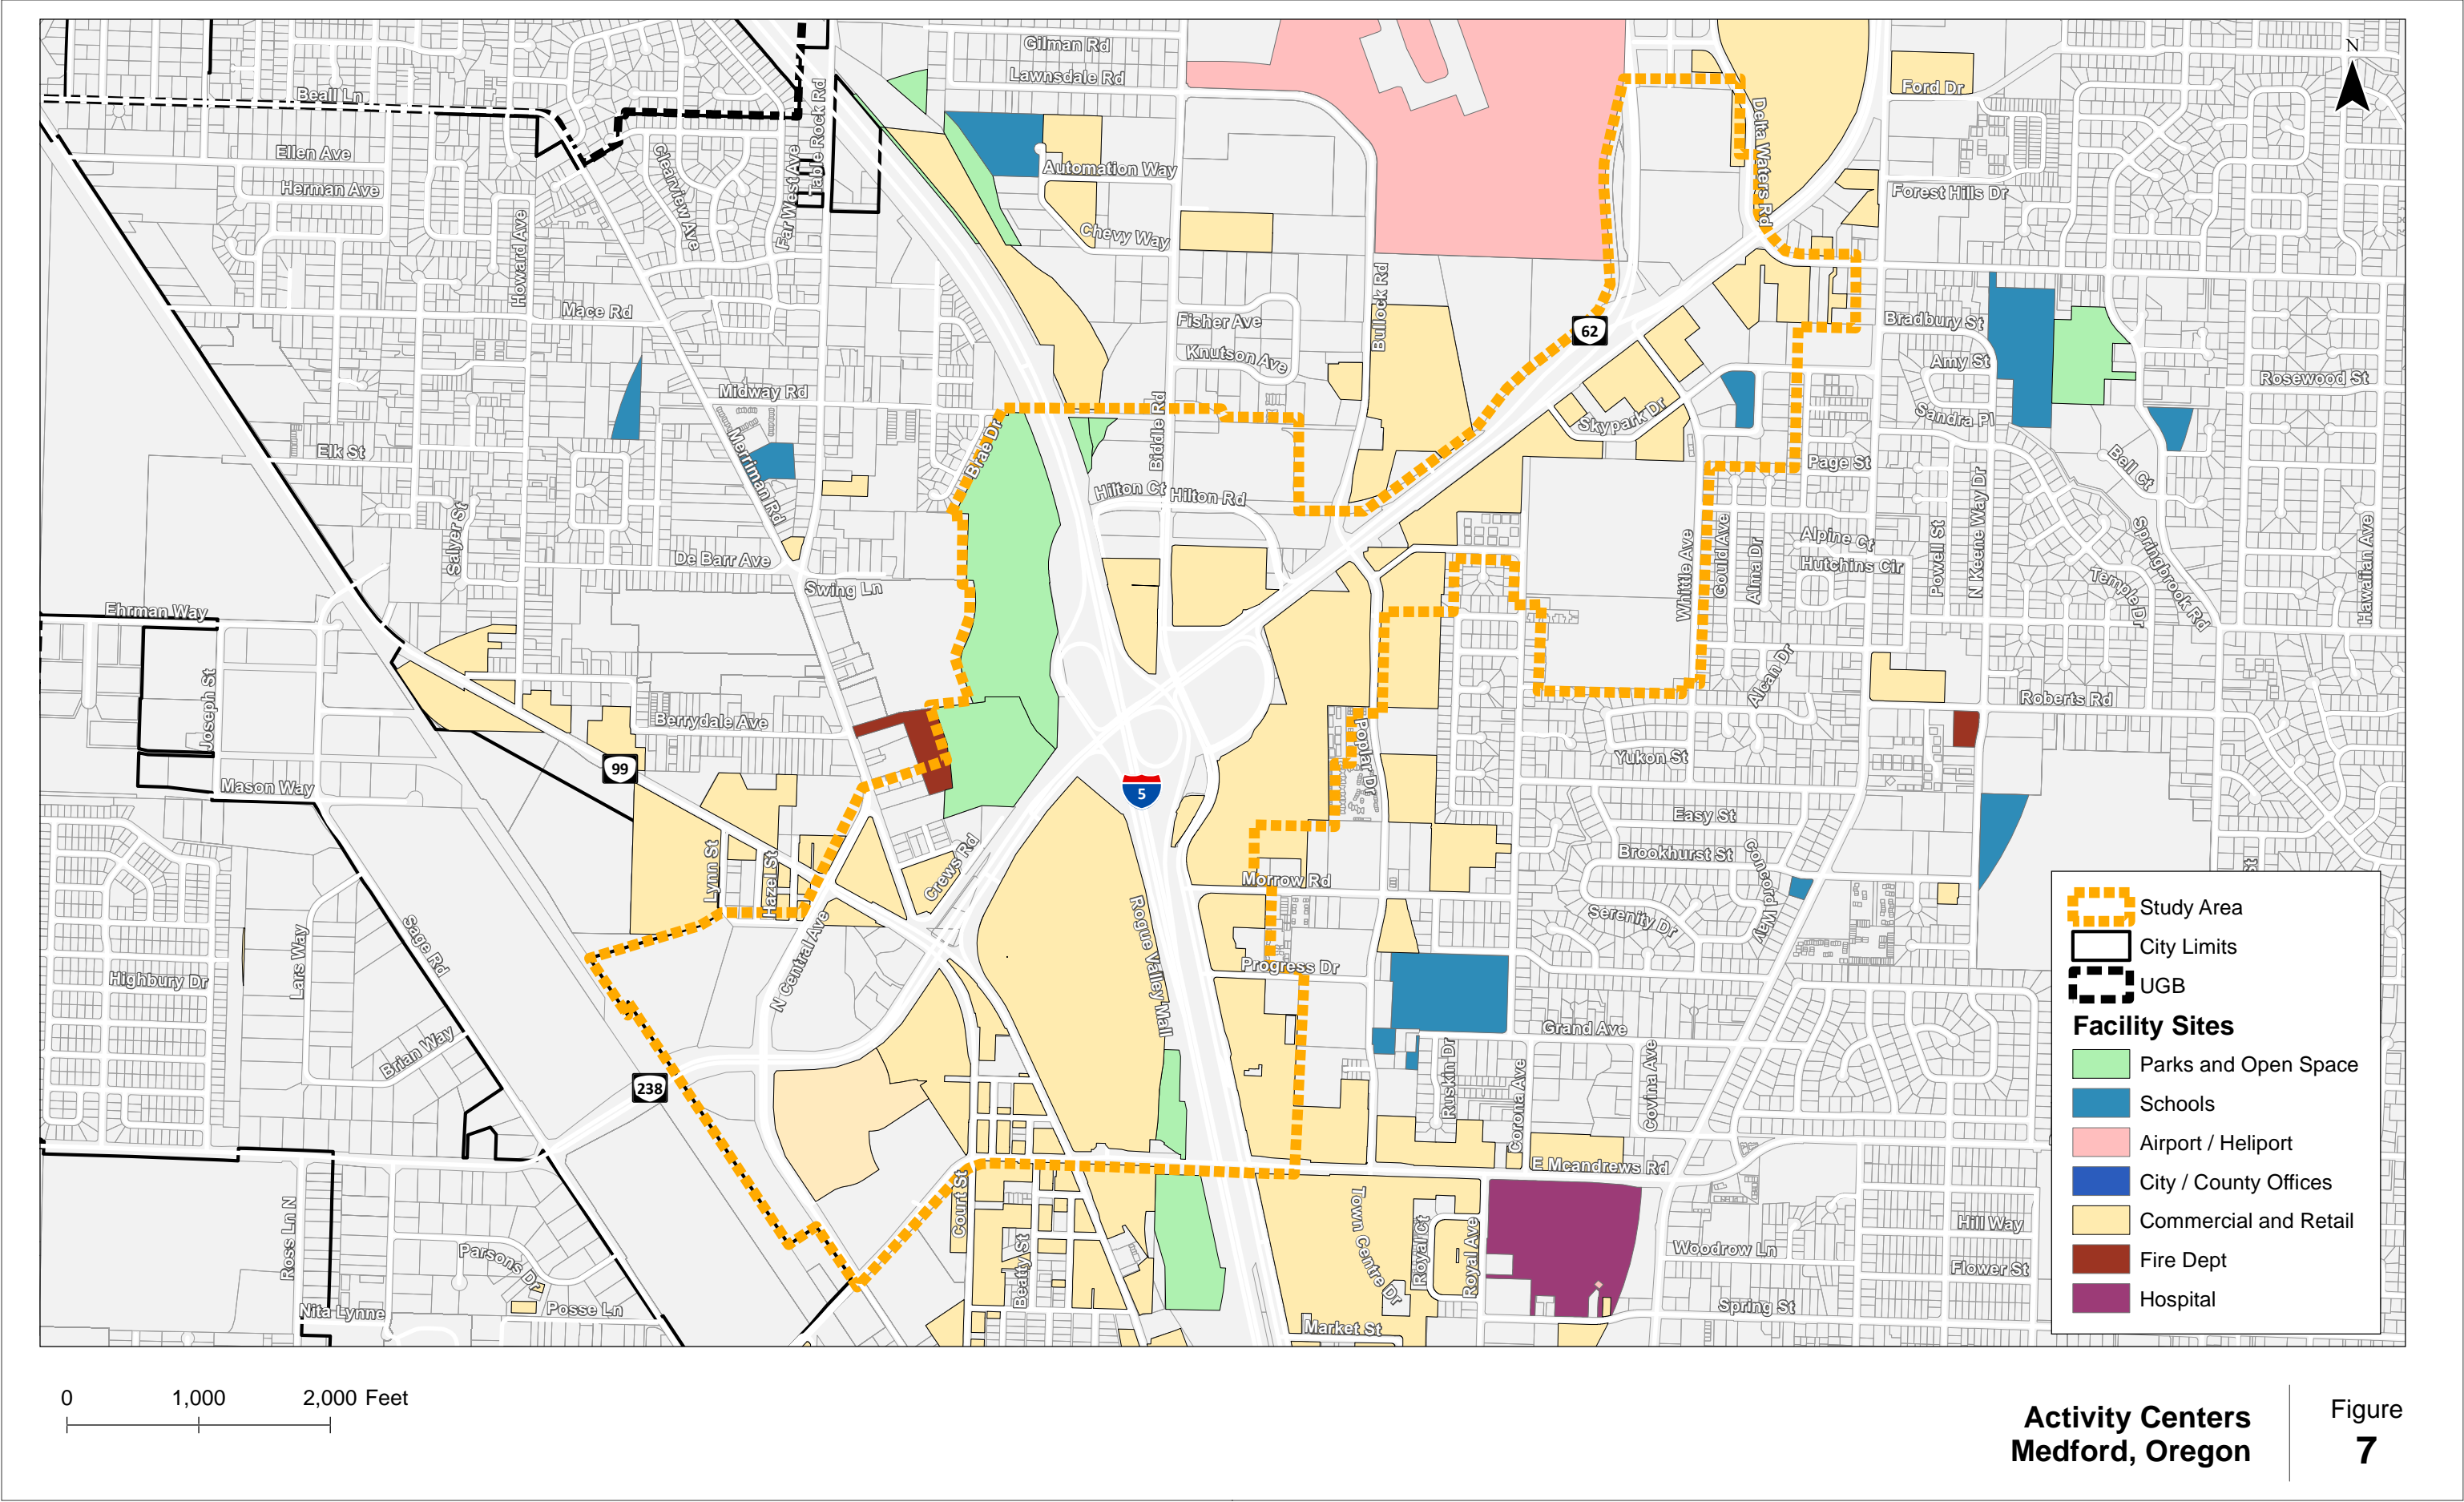 Gilman Rd
Lawnsdale Rd
N
Beall Ln
Table Rock Rd
Ford Dr
Delta Waters Rd
Ellen Ave
Herman Ave
Clearview Ave
Far West Ave
Automation Way
Forest Hills Dr
Howard Ave
Chevy Way
Mace Rd
Fisher Ave
Bullock Rd
62
Bradbury St
Knutson Ave
Amy St
Midway Rd
Rosewood St
Biddle Rd
Skypark Dr
Sandra Pl
Elk St
Merriman Rd
Brae Dr
Page St
Bell Ct
Hilton Ct
Hilton Rd
N Keene Way Dr
Salyer St
De Barr Ave
Swing Ln
Whittle Ave
Gould Ave
Alma Dr
Alpine Ct
Hutchins Cir
Powell St
Springbrook Rd
Temple Dr
Hawaiian Ave
Ehrman Way
Joseph St
Alcan Dr
Roberts Rd
Berrydale Ave
Poplar Dr
Yukon St
99
5
Mason Way
Easy St
Lynn St
Hazel St
Crews Rd
Morrow Rd
Brookhurst St
Concord Way
St
Sage Rd
N Central Ave
Rogue Valley Mall
Serenity Dr
Lars Way
Highbury Dr
Progress Dr
Brian Way
Grand Ave
238
Ruskin Dr
Corona Ave
Covina Ave
E Mcandrews Rd
Court St
Ross Ln N
Parsons Dr
Beatty St
Town Centre Dr
Royal Ct
Royal Ave
Woodrow Ln
Hill Way
Flower St
Nita Lynne
Posse Ln
Market St
Spring St
Study Area
City Limits
UGB
Facility Sites
Parks and Open Space
Schools
Airport / Heliport
City / County Offices
Commercial and Retail
Fire Dept
Hospital
0 1,000 2,000 Feet
Activity Centers
Medford, Oregon
Figure
7